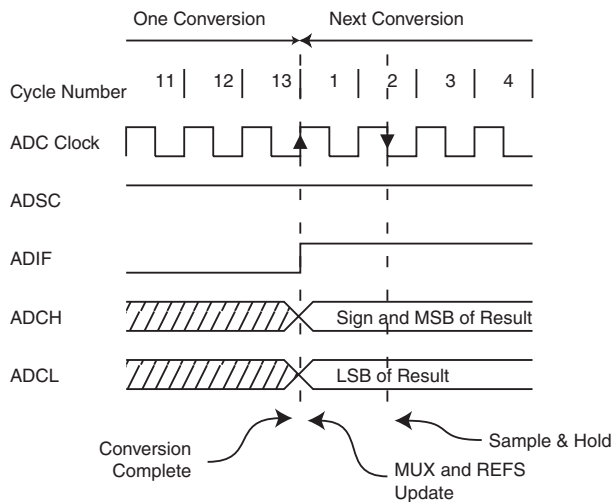 One Conversion Next Conversion
Cycle Number 11 12 13 1 2 3 4
ADC Clock
ADSC
ADIF
ADCH Sign and MSB of Result
ADCL LSB of Result
Conversion
Complete
MUX and REFS
Update
Sample & Hold